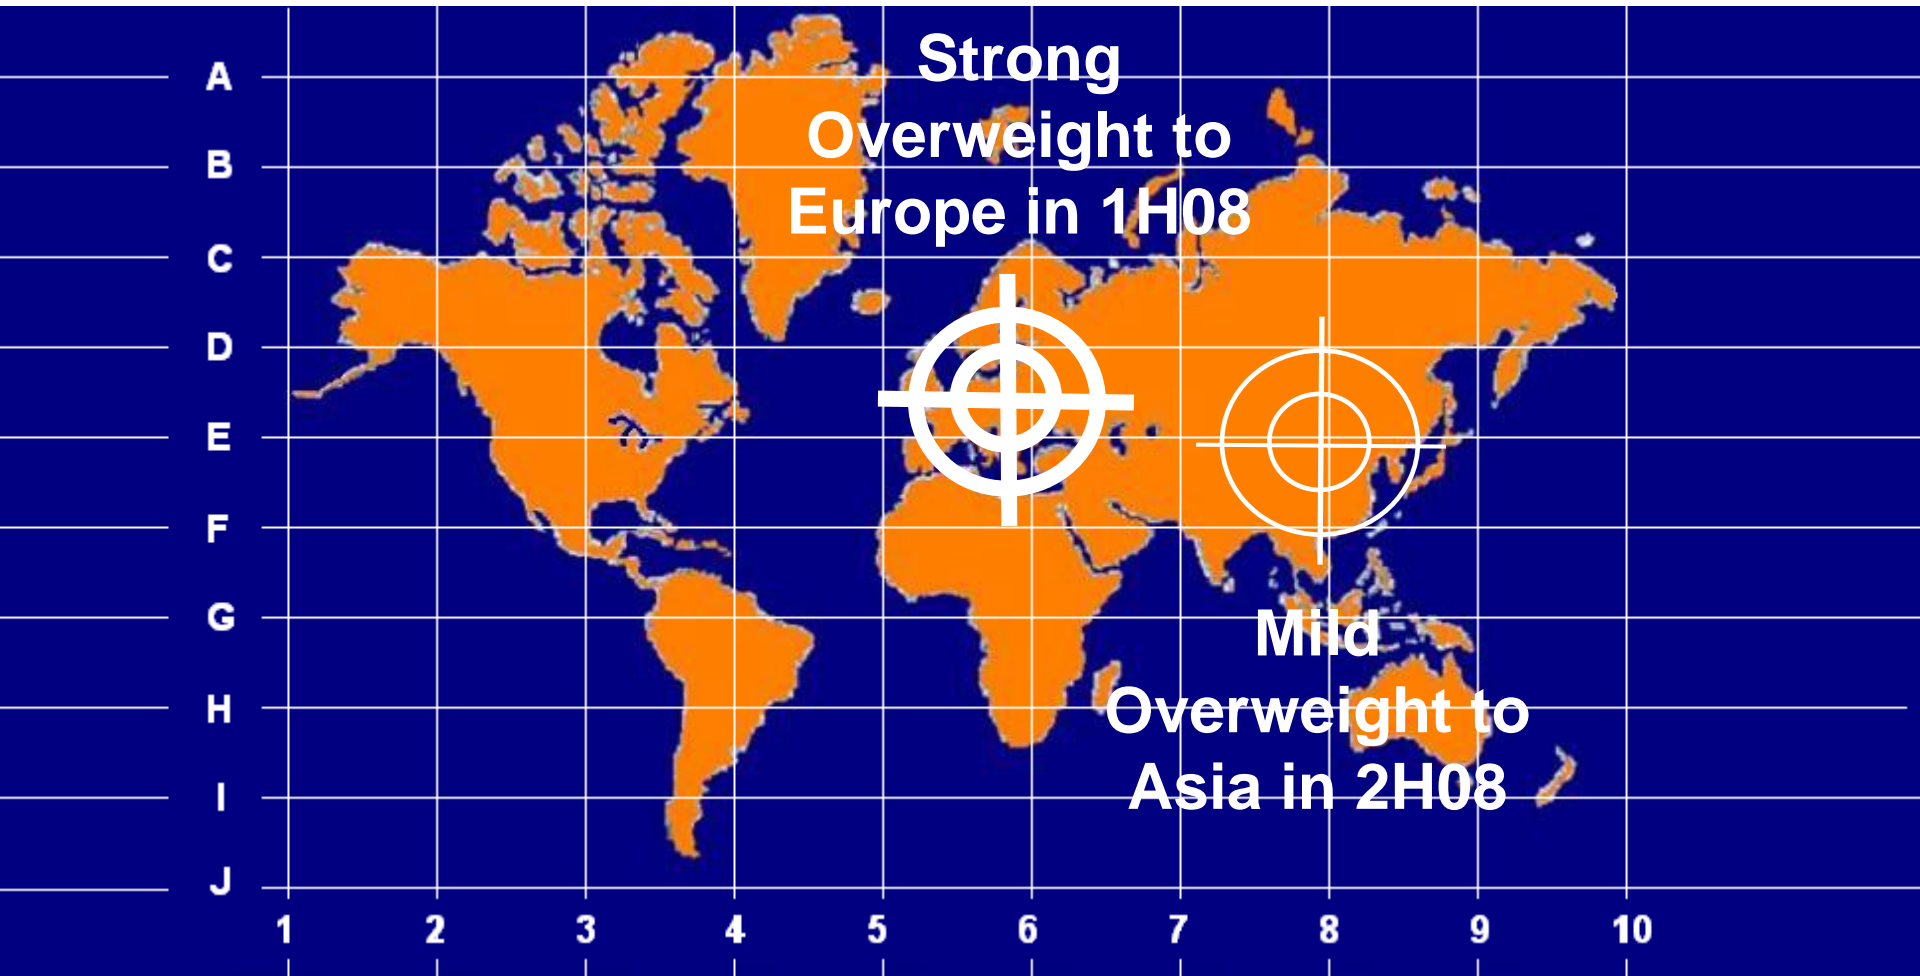 Strong
Overweight to
Europe in 1H08
Mild
Overweight to
Asia in 2H08
A
B
C
D
E
F
G
H
I
J
1 2 3 4 5 6 7 8 9 10